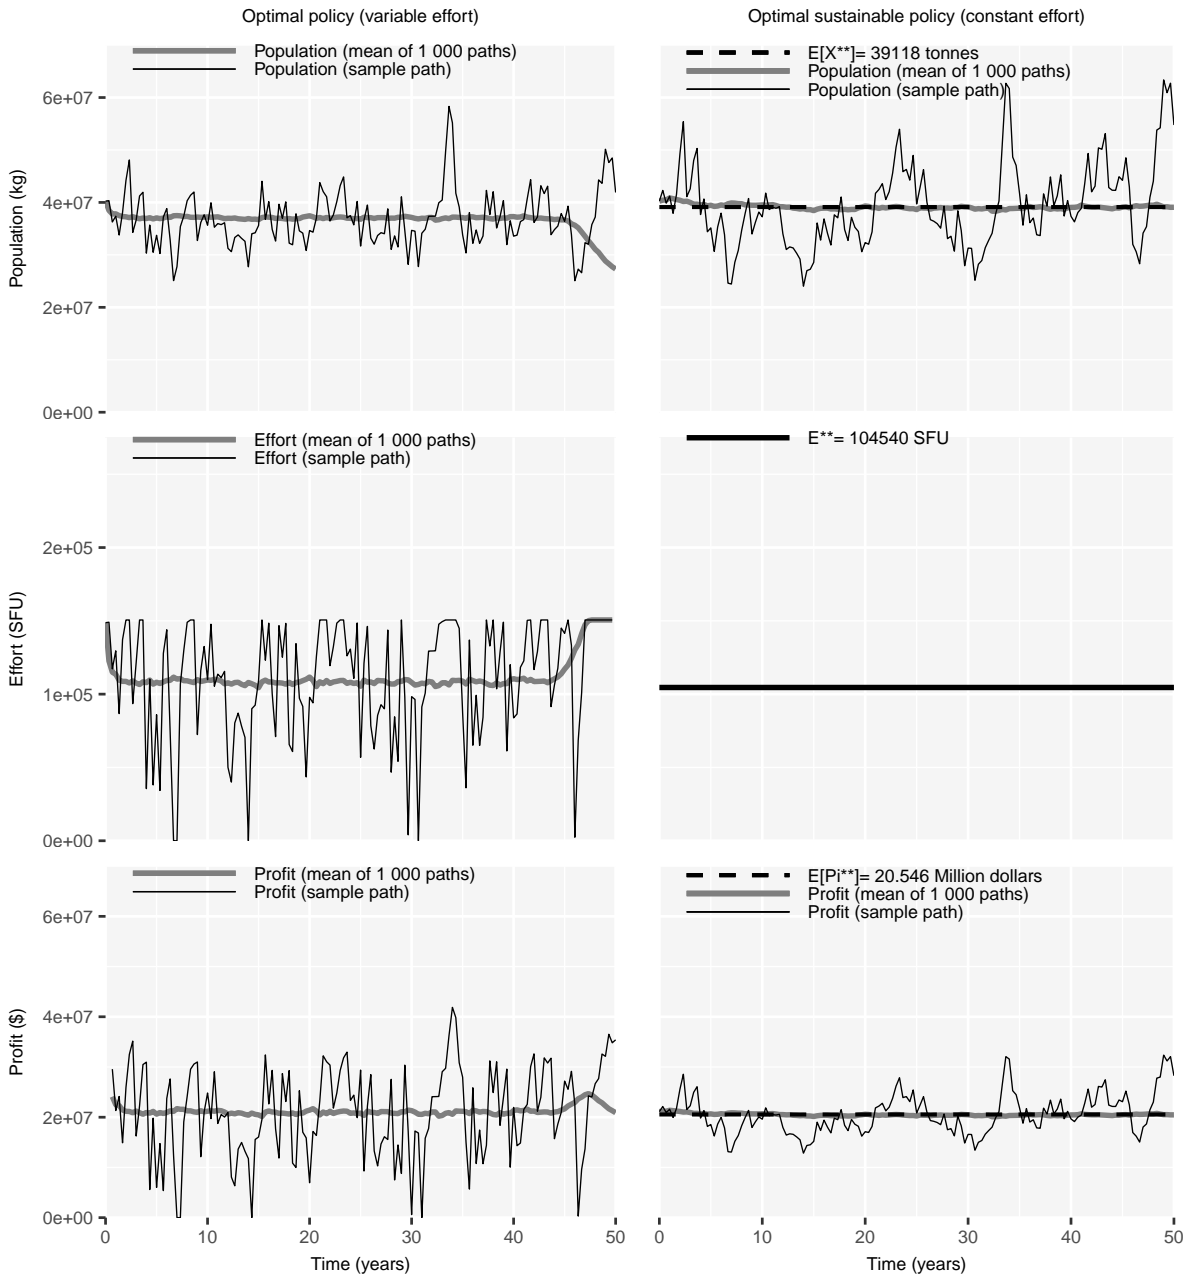 Optimal policy (variable effort)
Optimal sustainable policy (constant effort)
Population (mean of 1 000 paths)
Population (sample path)
E[X**]= 39118 tonnes
Population (mean of 1 000 paths)
Population (sample path)
Population (kg)
6e+07
4e+07
2e+07
0e+00
Effort (mean of 1 000 paths)
Effort (sample path)
E**= 104540 SFU
Effort (SFU)
2e+05
1e+05
0e+00
Profit (mean of 1 000 paths)
Profit (sample path)
E[Pi**]= 20.546 Million dollars
Profit (mean of 1 000 paths)
Profit (sample path)
Profit ($)
6e+07
4e+07
2e+07
0e+00
0 10 20 30 40 50
0 10 20 30 40 50
Time (years)
Time (years)